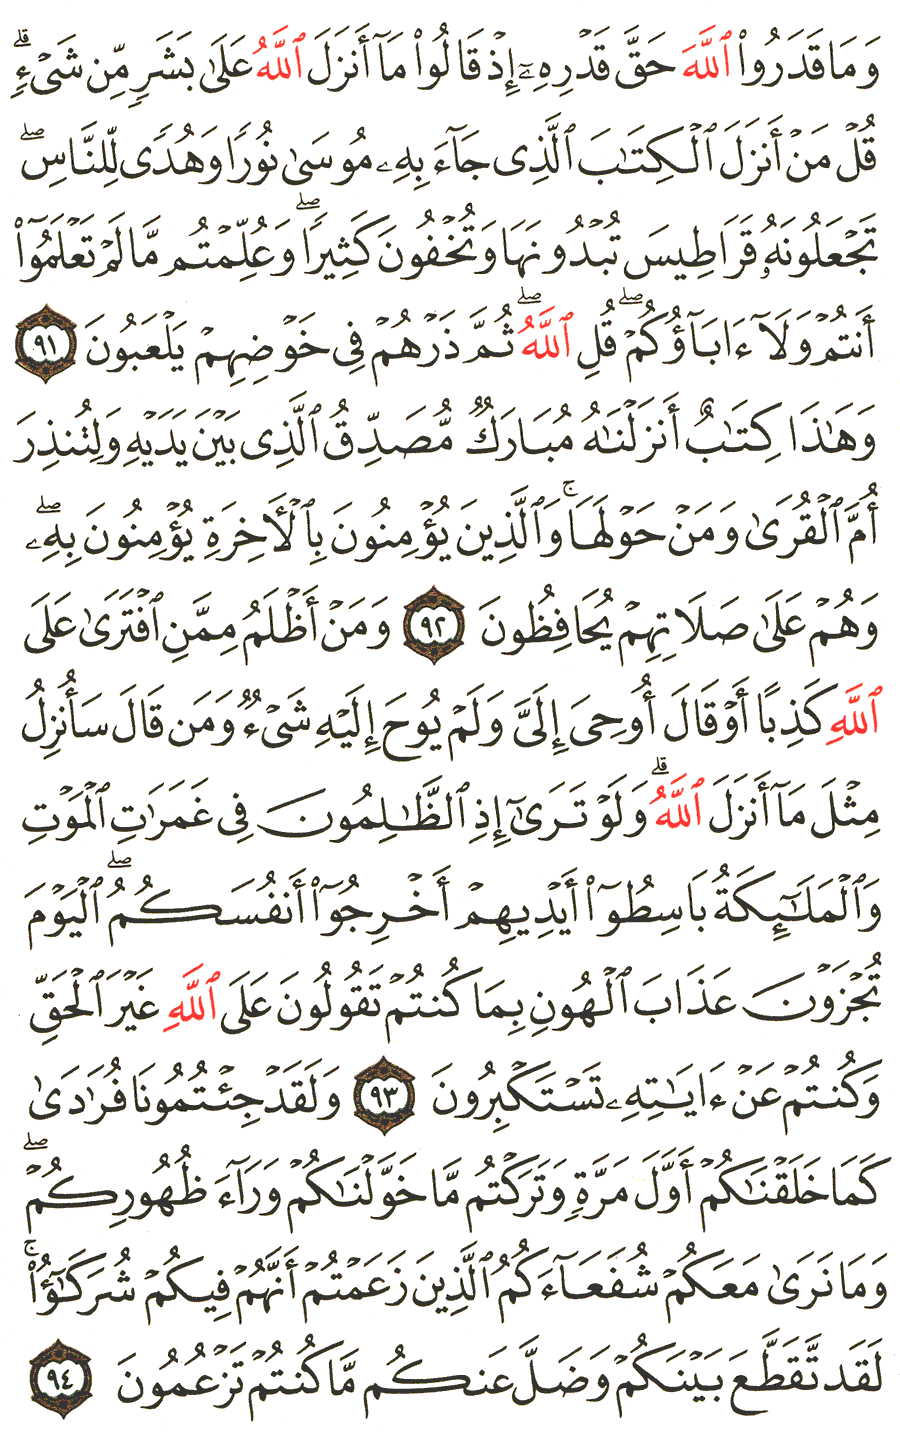 وَمَا قَدَرُوا۟ ٱللَّهَ حَقَّ قَدْرِهِۦٓ إِذْ قَالُوا۟ مَآ أَنزَلَ ٱللَّهُ عَلَىٰ بَشَرٍۢ مِّن شَىْءٍۢ ۗ
قُلْ مَنْ أَنزَلَ ٱلْكِتَـٰبَ ٱلَّذِى جَآءَ بِهِۦ مُوسَىٰ نُورًۭا وَهُدًۭى لِّلنَّاسِ ۖ
تَجْعَلُونَهُۥ قَرَاطِيسَ تُبْدُونَهَا وَتُخْفُونَ كَثِيرًۭا ۖ وَعُلِّمْتُم مَّا لَمْ تَعْلَمُوٓا۟
أَنتُمْ وَلَآ ءَابَآؤُكُمْ ۖ قُلِ ٱللَّهُ ۖ ثُمَّ ذَرْهُمْ فِى خَوْضِهِمْ يَلْعَبُونَ ٩١
وَهَـٰذَا كِتَـٰبٌ أَنزَلْنَـٰهُ مُبَارَكٌۭ مُّصَدِّقُ ٱلَّذِى بَيْنَ يَدَيْهِ وَلِتُنذِرَ
أُمَّ ٱلْقُرَىٰ وَمَنْ حَوْلَهَا ۚ وَٱلَّذِينَ يُؤْمِنُونَ بِٱلْـَٔاخِرَةِ يُؤْمِنُونَ بِهِۦ ۖ
وَهُمْ عَلَىٰ صَلَاتِهِمْ يُحَافِظُونَ ٩٢ وَمَنْ أَظْلَمُ مِمَّنِ ٱفْتَرَىٰ عَلَى
ٱللَّهِ كَذِبًا أَوْ قَالَ أُوحِىَ إِلَىَّ وَلَمْ يُوحَ إِلَيْهِ شَىْءٌۭ وَمَن قَالَ سَأُنزِلُ
مِثْلَ مَآ أَنزَلَ ٱللَّهُ ۗ وَلَوْ تَرَىٰٓ إِذِ ٱلظَّـٰلِمُونَ فِى غَمَرَٰتِ ٱلْمَوْتِ
وَٱلْمَلَـٰٓئِكَةُ بَاسِطُوٓا۟ أَيْدِيهِمْ أَخْرِجُوٓا۟ أَنفُسَكُمُ ۖ ٱلْيَوْمَ
تُجْزَوْنَ عَذَابَ ٱلْهُونِ بِمَا كُنتُمْ تَقُولُونَ عَلَى ٱللَّهِ غَيْرَ ٱلْحَقِّ
وَكُنتُمْ عَنْ ءَايَـٰتِهِۦ تَسْتَكْبِرُونَ ٩٣ وَلَقَدْ جِئْتُمُونَا فُرَٰدَىٰ
كَمَا خَلَقْنَـٰكُمْ أَوَّلَ مَرَّةٍۢ وَتَرَكْتُم مَّا خَوَّلْنَـٰكُمْ وَرَآءَ ظُهُورِكُمْ ۖ
وَمَا نَرَىٰ مَعَكُمْ شُفَعَآءَكُمُ ٱلَّذِينَ زَعَمْتُمْ أَنَّهُمْ فِيكُمْ شُرَكَـٰٓؤُا۟ ۚ
لَقَد تَّقَطَّعَ بَيْنَكُمْ وَضَلَّ عَنكُم مَّا كُنتُمْ تَزْعُمُونَ ٩٤